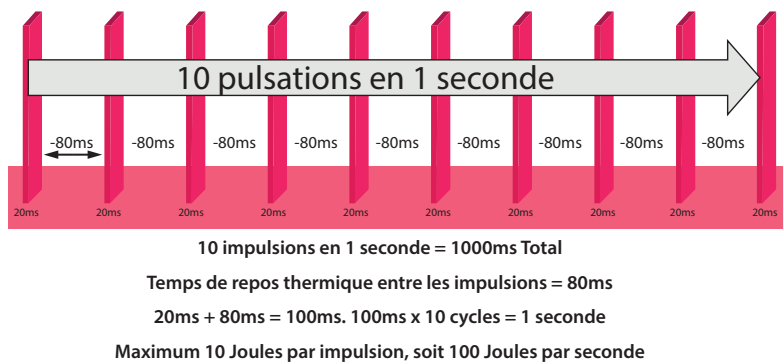 10 pulsations en 1 seconde
-80ms -80ms -80ms -80ms -80ms -80ms -80ms -80ms -80ms
20ms 20ms 20ms 20ms 20ms 20ms 20ms 20ms 20ms 20ms
10 impulsions en 1 seconde = 1000ms Total
Temps de repos thermique entre les impulsions = 80ms
20ms + 80ms = 100ms. 100ms x 10 cycles = 1 seconde
Maximum 10 Joules par impulsion, soit 100 Joules par seconde